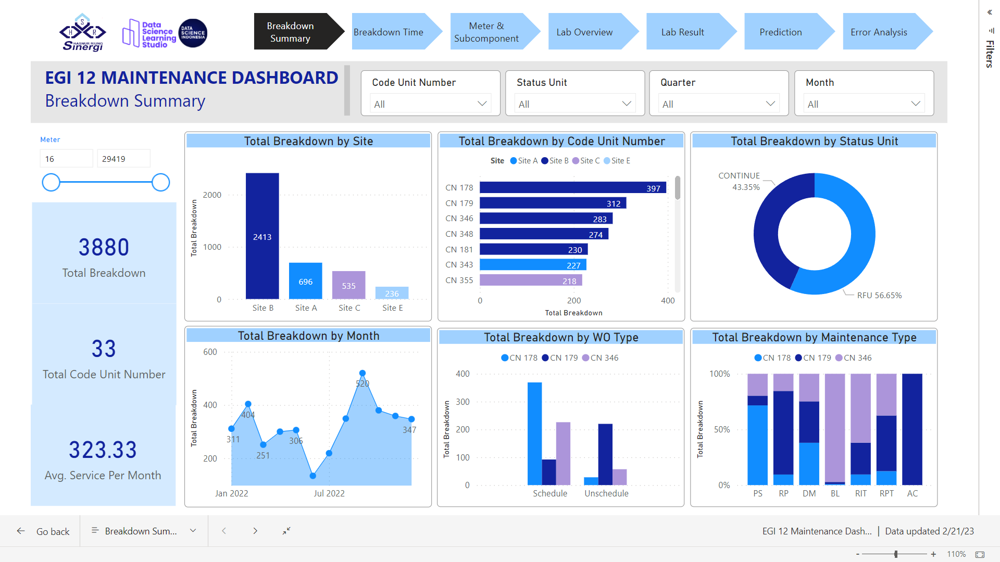 S
H R
HASNUR RIUNG
Sinergi
Data
Science
Learning
Studio
DATA
SCIENCE
INDONESIA
Breakdown
Summary
Breakdown Time
Meter &
Subcomponent
Lab Overview
Lab Result
Prediction
Error Analysis
Filters
EGI 12 MAINTENANCE DASHBOARD
Breakdown Summary
Code Unit Number
All
Status Unit
All
Quarter
All
Month
All
Meter
16
29419
3880
Total Breakdown
33
Total Code Unit Number
323.33
Avg. Service Per Month
Total Breakdown by Site
Total Breakdown
2000
1000
0
2413
696
535
236
Site B
Site A
Site C
Site E
Total Breakdown by Code Unit Number
Site Site A Site B Site C Site E
CN 178 397
CN 179 312
CN 346 283
CN 348 274
CN 181 230
CN 343 227
CN 355 218
0 200 400
Total Breakdown
Total Breakdown by Status Unit
CONTINUE
43.35%
RFU 56.65%
Total Breakdown by Month
Total Breakdown
600
400
200
311
404
251
306
520
347
Jan 2022
Jul 2022
Total Breakdown by WO Type
CN 178 CN 179 CN 346
Total Breakdown
400
300
200
100
0
Schedule
Unschedule
Total Breakdown by Maintenance Type
CN 178 CN 179 CN 346
Total Breakdown
100%
50%
0%
PS RP DM BL RIT RPT AC
Go back
Breakdown Sum...
EGI 12 Maintenance Dash... | Data updated 2/21/23
- + 110%